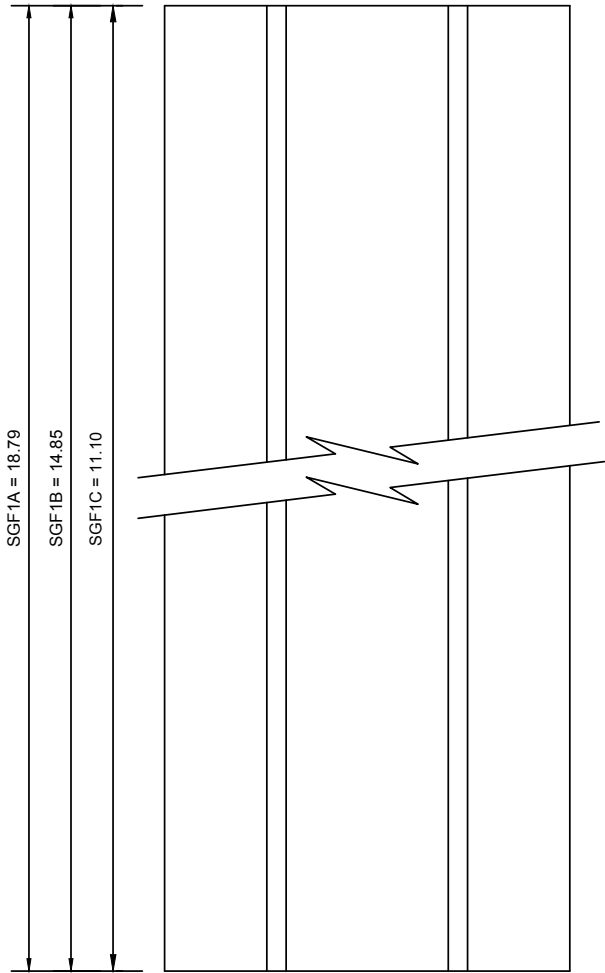 SGF1A = 18.79
SGF1B = 14.85
SGF1C = 11.10